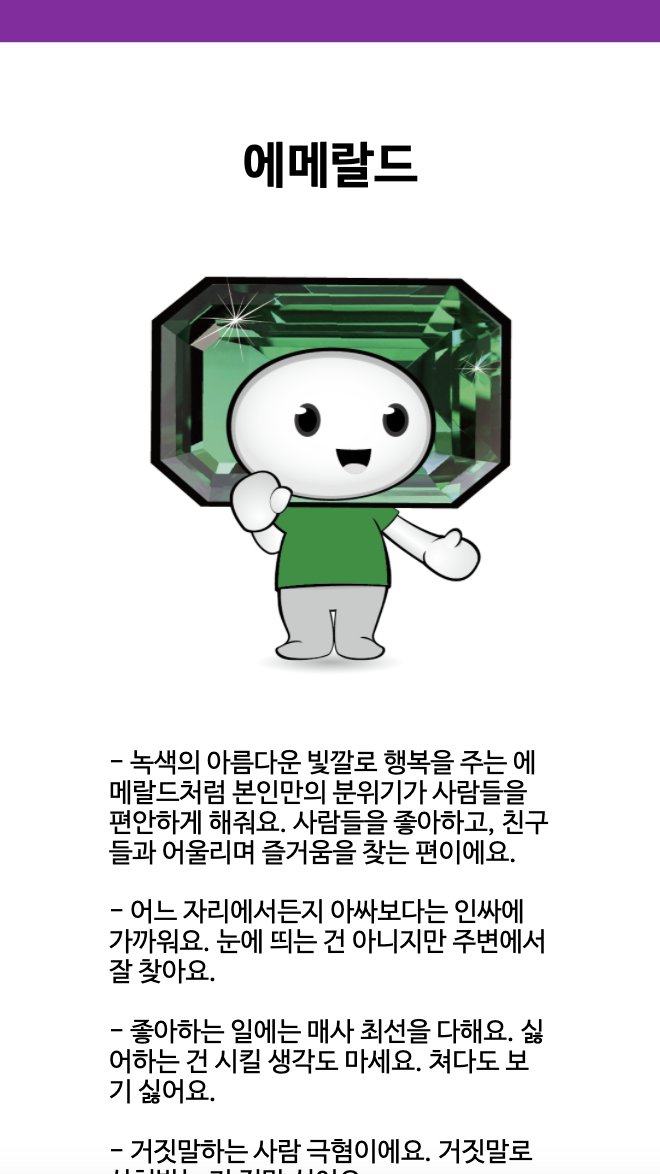 에메랄드
- 녹색의 아름다운 빛깔로 행복을 주는 에
메랄드처럼 본인만의 분위기가 사람들을
편안하게 해줘요. 사람들을 좋아하고, 친구
들과 어울리며 즐거움을 찾는 편이에요.
- 어느 자리에서든지 아싸보다는 인싸에
가까워요. 눈에 띄는 건 아니지만 주변에서
잘 찾아요.
- 좋아하는 일에는 매사 최선을 다해요. 싫
어하는 건 시킬 생각도 마세요. 쳐다도 보
기 싫어요.
- 거짓말하는 사람 극혐이에요. 거짓말로